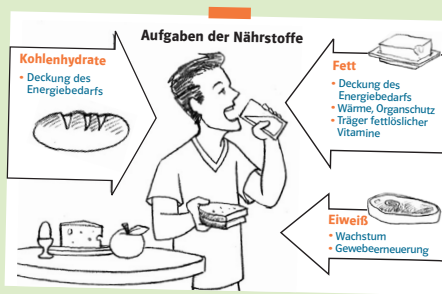 Aufgaben der Nährstoffe
Kohlenhydrate
• Deckung des
Energiebedarfs
Fett
• Deckung des
Energiebedarfs
• Wärme, Organschutz
• Träger fettlöslicher
Vitamine
Eiweiß
• Wachstum
• Gewebeerneuerung